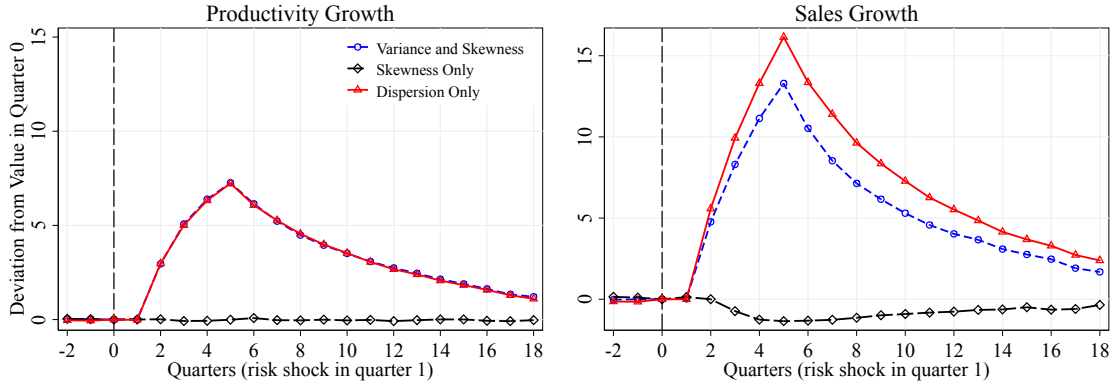 Productivity Growth
Deviation from Value in Quarter 0
15
10
5
0
Variance and Skewness
Skewness Only
Dispersion Only
-2 0 2 4 6 8 10 12 14 16 18
Quarters (risk shock in quarter 1)
Sales Growth
15
10
5
0
-2 0 2 4 6 8 10 12 14 16 18
Quarters (risk shock in quarter 1)